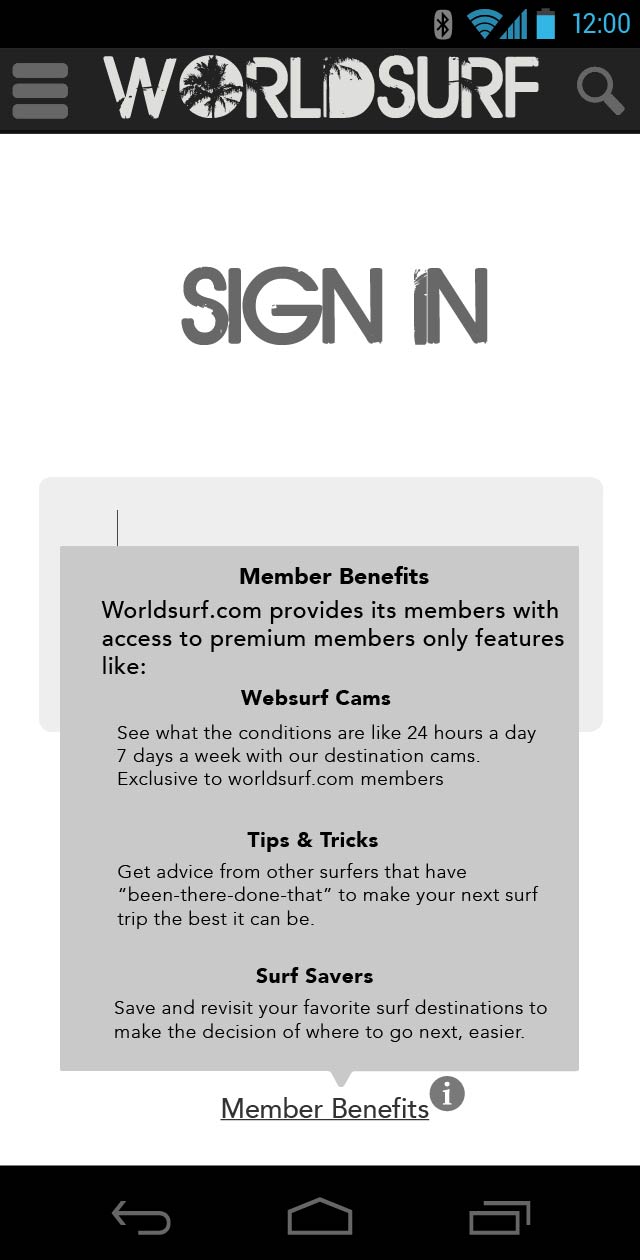 12:00
WORLDSURF
SIGN IN
Member Benefits
Worldsurf.com provides its members with
access to premium members only features
like:
Websurf Cams
See what the conditions are like 24 hours a day
7 days a week with our destination cams.
Exclusive to worldsurf.com members
Tips & Tricks
Get advice from other surfers that have
“been-there-done-that” to make your next surf
trip the best it can be.
Surf Savers
Save and revisit your favorite surf destinations to
make the decision of where to go next, easier.
Member Benefits i